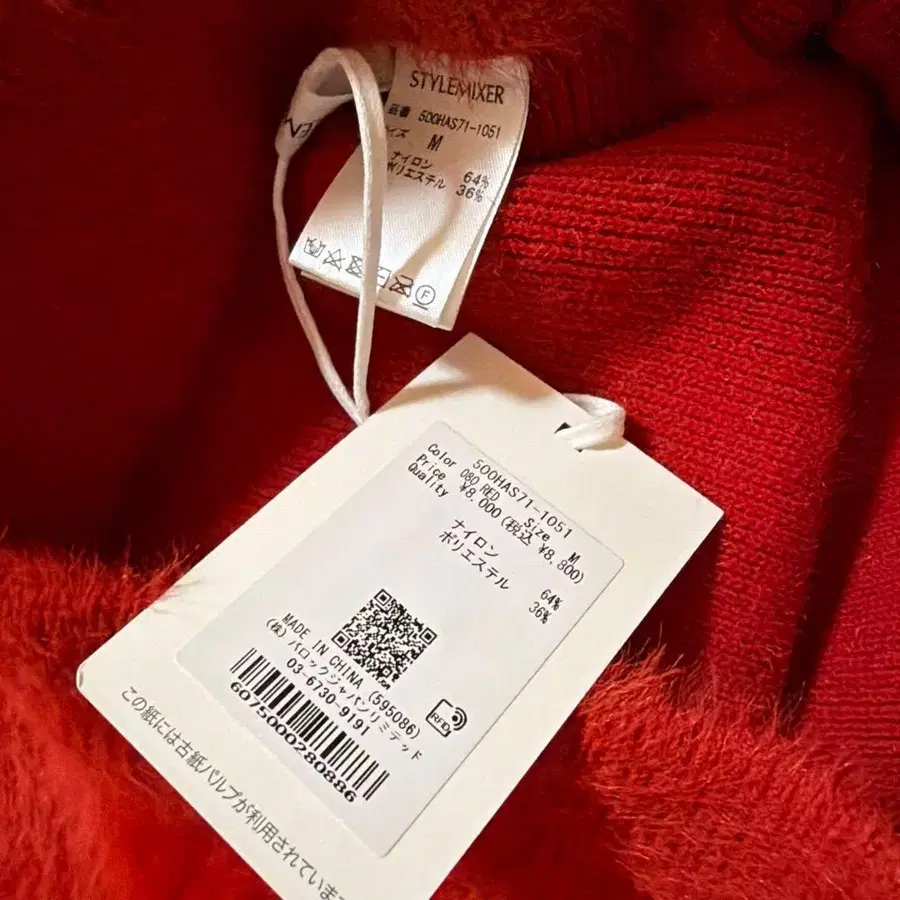 STYLEMIXER
品番 500HAS71-1051
イズ M
ナイロン 64%
ポリエステル 36%
F
500HAS71-1051
Color 080 RED Size M
Price ¥8,000(税込 ¥8,800)
Quality
ナイロン 64%
ポリエステル 36%
MADE IN CHINA (595086)
(株)バロックジャパンリミテッド
03-6730-9191
RFID
6075000280886
この紙には古紙パルプが利用されていま